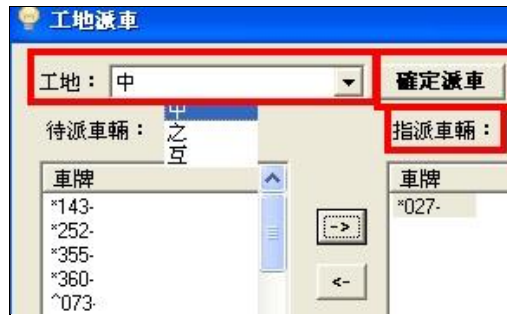 工地派車
工地： 中
確定派車
中
之
互
待派車輛：
指派車輛：
車牌
*143-
*252-
*355-
*360-
^073-
->
<-
車牌
*027-